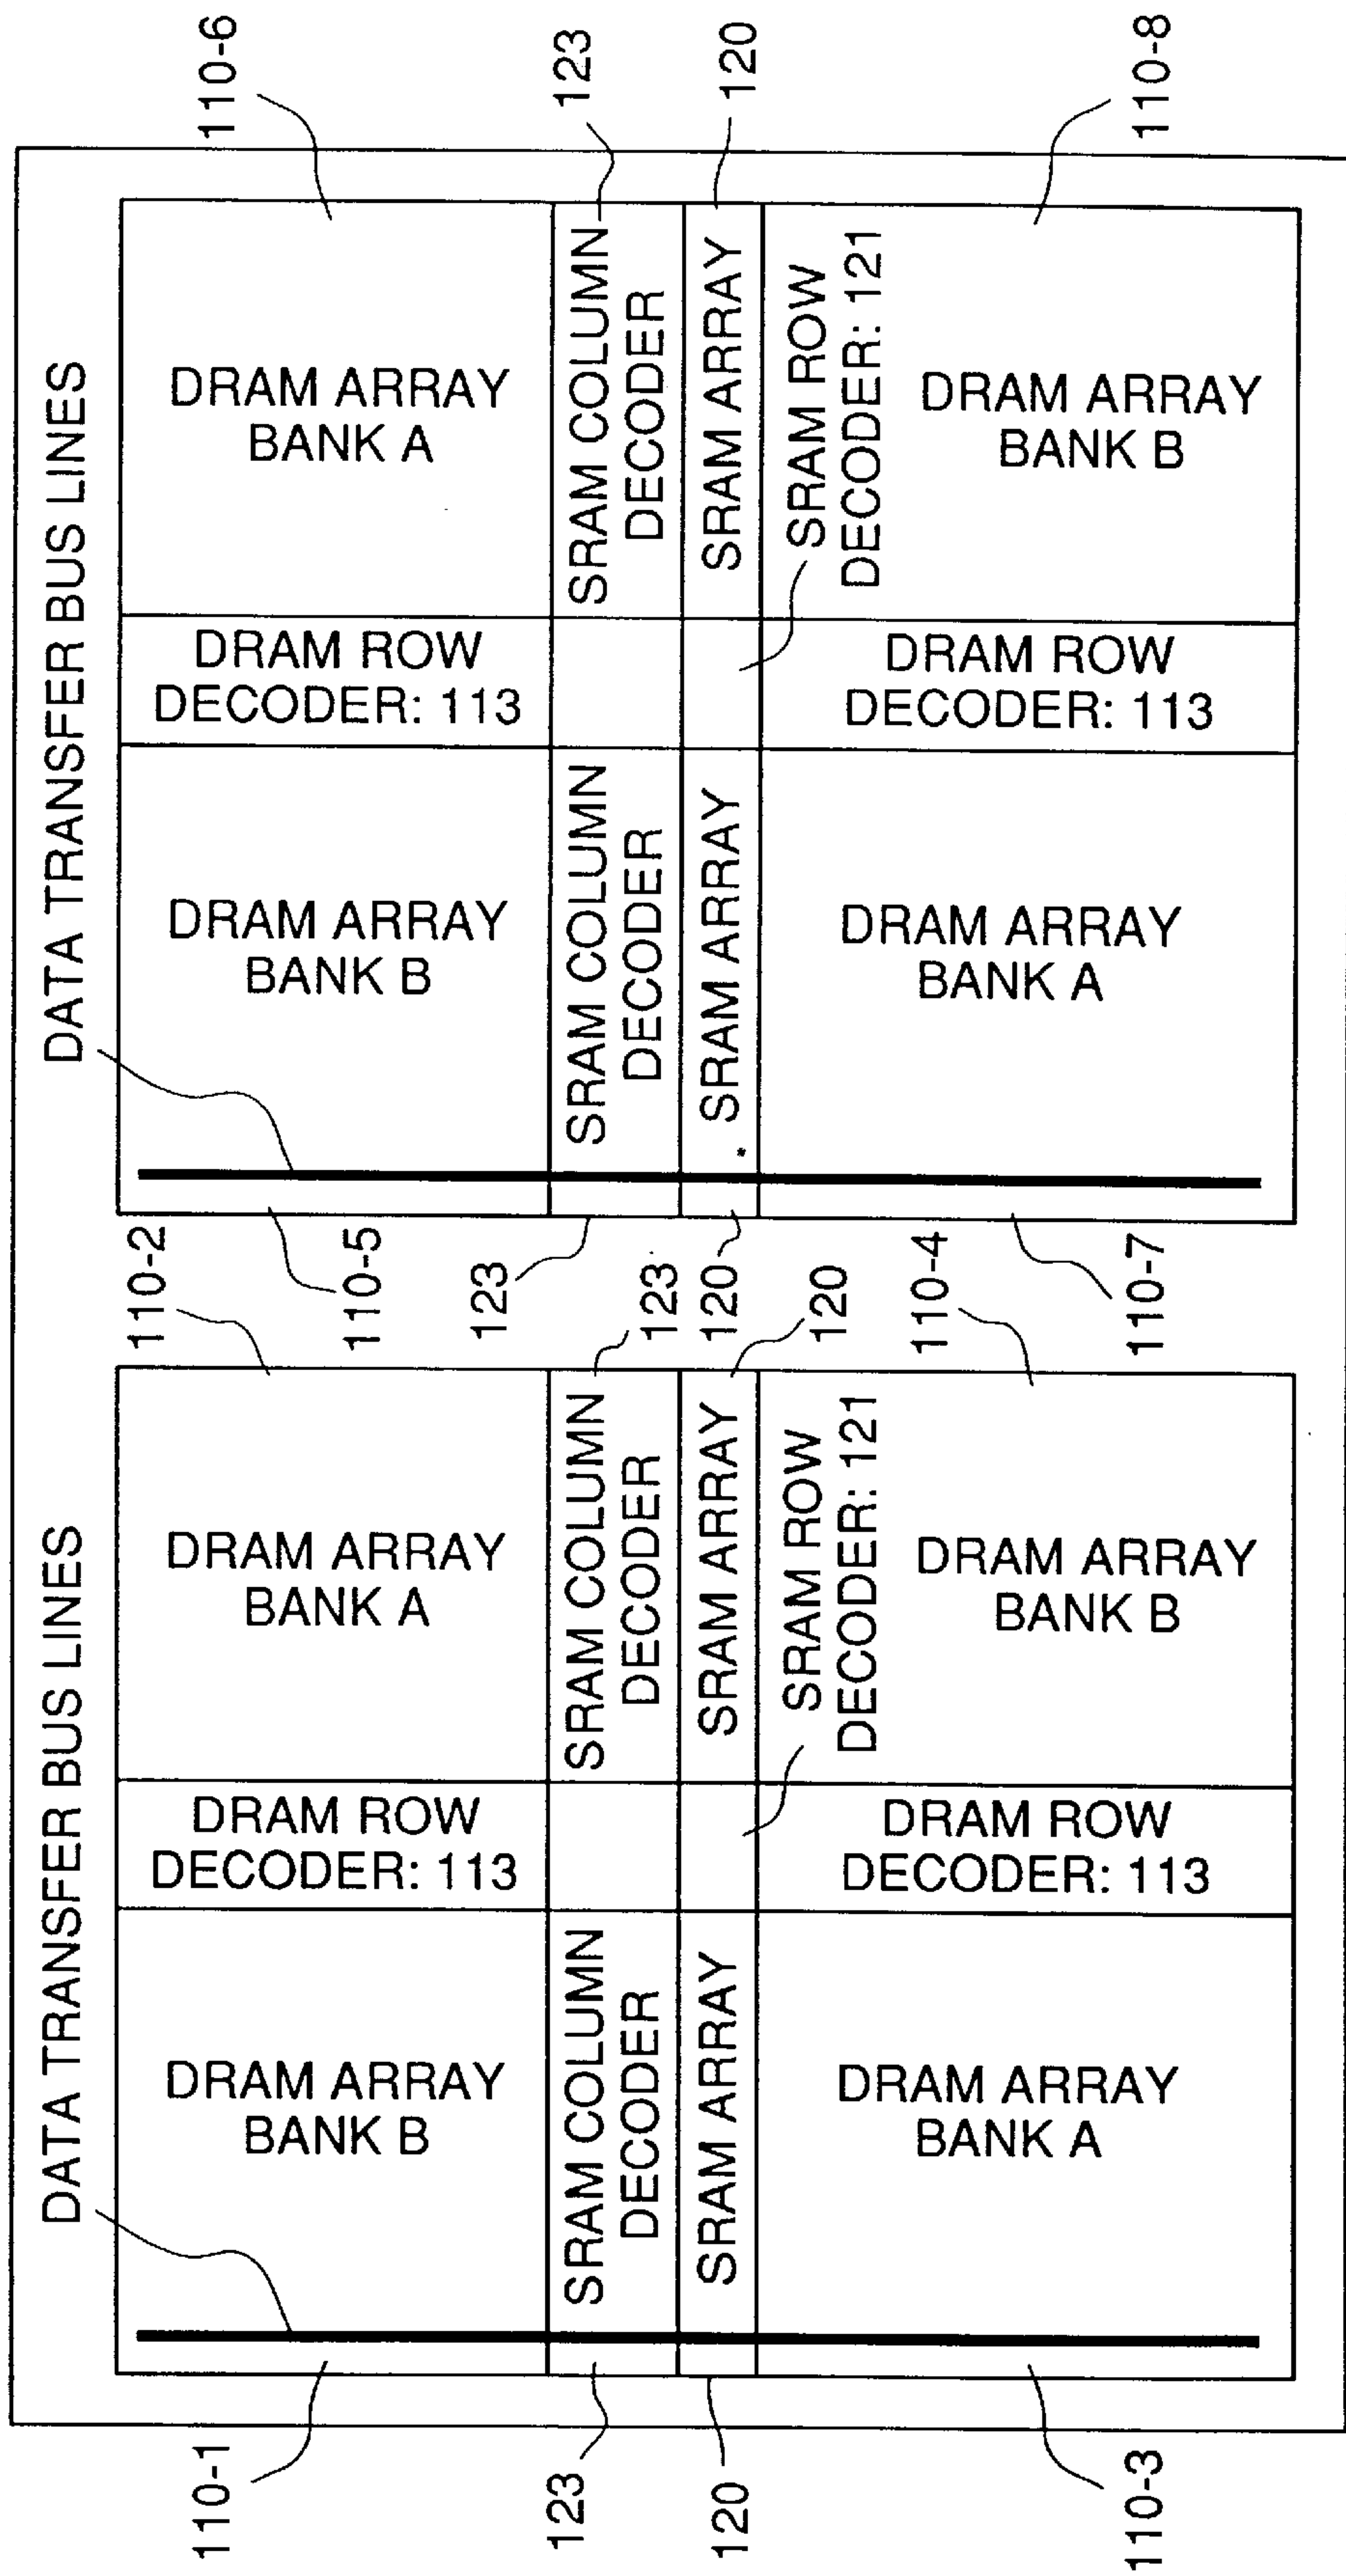 DATA TRANSFER BUS LINES
DATA TRANSFER BUS LINES
110-1
DRAM ARRAY
BANK B
DRAM ROW
DECODER: 113
DRAM ARRAY
BANK A
110-2
110-5
DRAM ARRAY
BANK B
DRAM ROW
DECODER: 113
DRAM ARRAY
BANK A
110-6
123
SRAM COLUMN
DECODER
SRAM COLUMN
DECODER
123
123
SRAM COLUMN
DECODER
SRAM COLUMN
DECODER
123
120
SRAM ARRAY
SRAM ARRAY
120
120
SRAM ARRAY
SRAM ARRAY
120
SRAM ROW
DECODER: 121
SRAM ROW
DECODER: 121
110-3
DRAM ARRAY
BANK A
DRAM ROW
DECODER: 113
DRAM ARRAY
BANK B
110-4
110-7
DRAM ARRAY
BANK A
DRAM ROW
DECODER: 113
DRAM ARRAY
BANK B
110-8